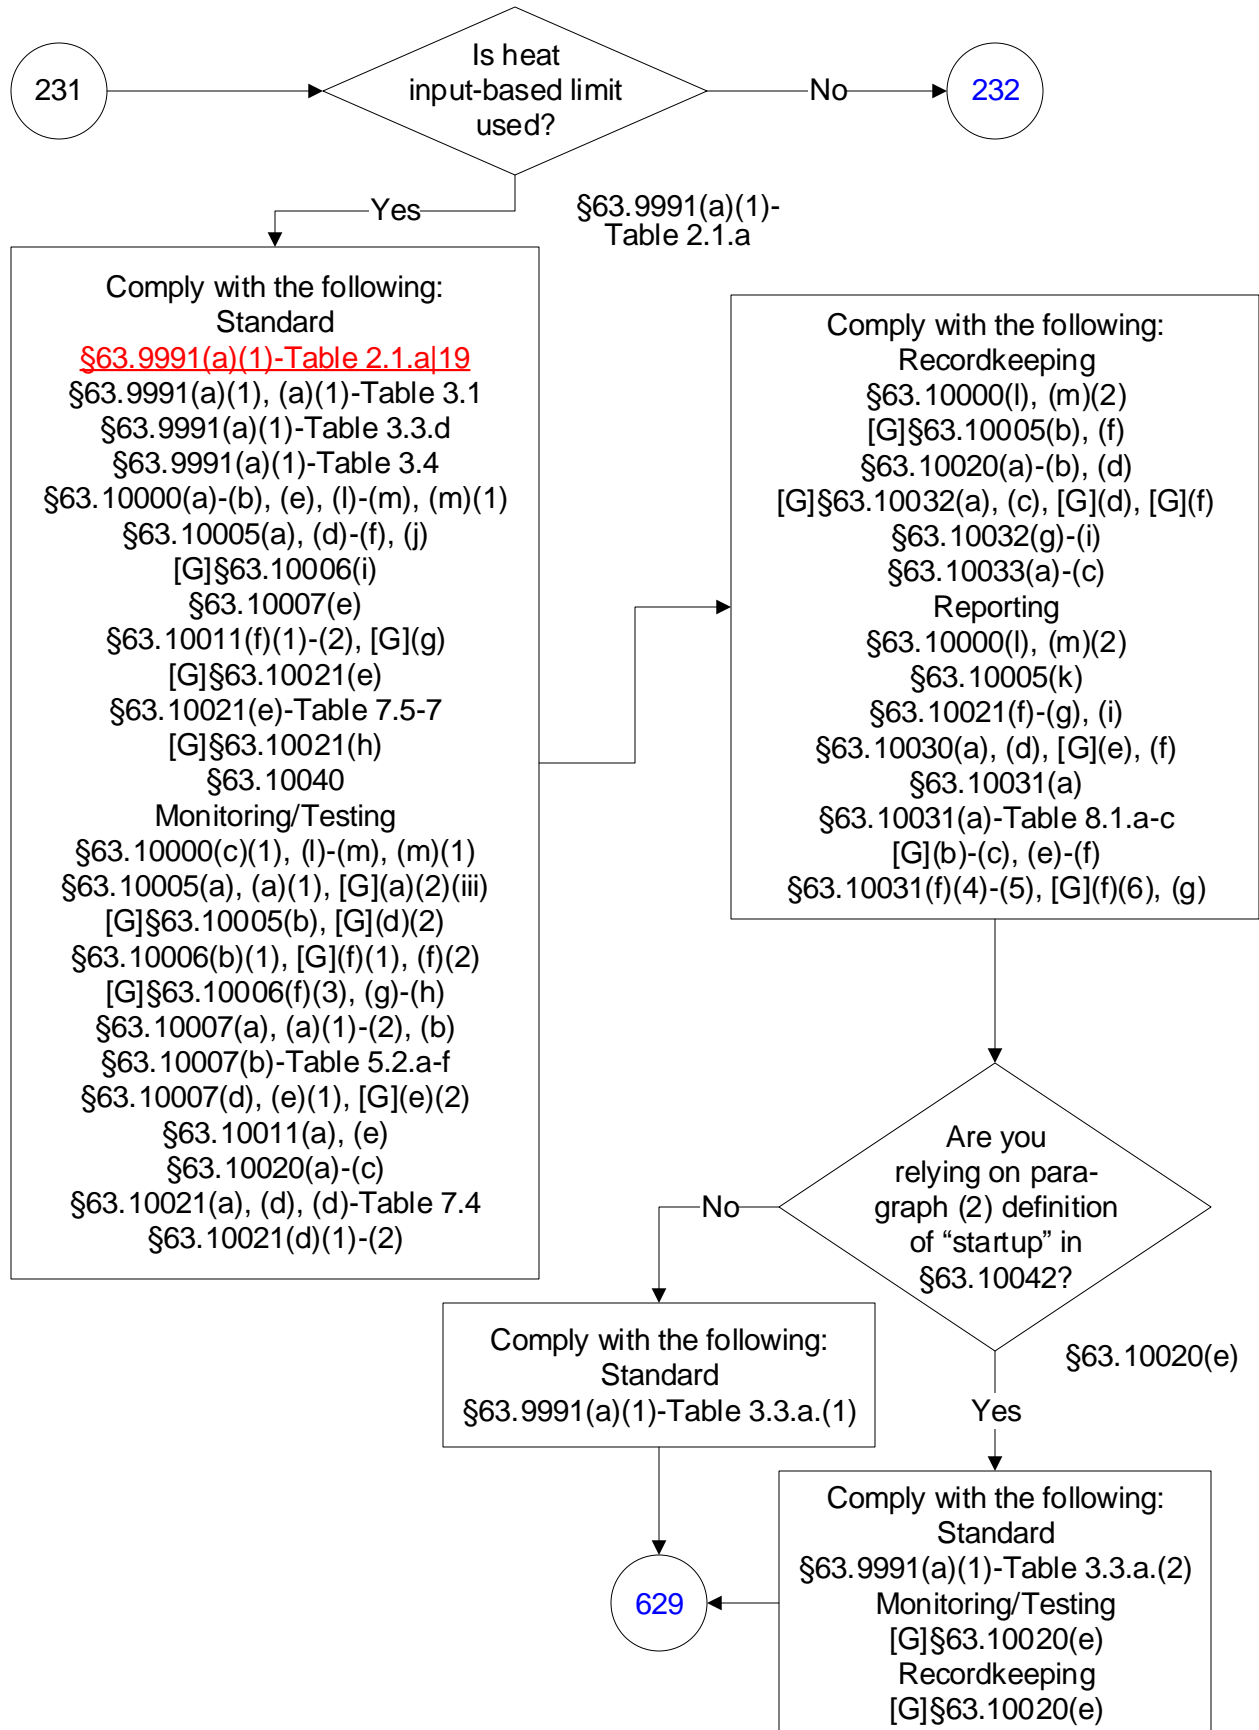 231
Is heat
input-based limit
used?
No
232
Yes
§63.9991(a)(1)-
Table 2.1.a
Comply with the following:
Standard
§63.9991(a)(1)-Table 2.1.a|19
§63.9991(a)(1), (a)(1)-Table 3.1
§63.9991(a)(1)-Table 3.3.d
§63.9991(a)(1)-Table 3.4
§63.10000(a)-(b), (e), (l)-(m), (m)(1)
§63.10005(a), (d)-(f), (j)
[G]§63.10006(i)
§63.10007(e)
§63.10011(f)(1)-(2), [G](g)
[G]§63.10021(e)
§63.10021(e)-Table 7.5-7
[G]§63.10021(h)
§63.10040
Monitoring/Testing
§63.10000(c)(1), (l)-(m), (m)(1)
§63.10005(a), (a)(1), [G](a)(2)(iii)
[G]§63.10005(b), [G](d)(2)
§63.10006(b)(1), [G](f)(1), (f)(2)
[G]§63.10006(f)(3), (g)-(h)
§63.10007(a), (a)(1)-(2), (b)
§63.10007(b)-Table 5.2.a-f
§63.10007(d), (e)(1), [G](e)(2)
§63.10011(a), (e)
§63.10020(a)-(c)
§63.10021(a), (d), (d)-Table 7.4
§63.10021(d)(1)-(2)
Comply with the following:
Recordkeeping
§63.10000(l), (m)(2)
[G]§63.10005(b), (f)
§63.10020(a)-(b), (d)
[G]§63.10032(a), (c), [G](d), [G](f)
§63.10032(g)-(i)
§63.10033(a)-(c)
Reporting
§63.10000(l), (m)(2)
§63.10005(k)
§63.10021(f)-(g), (i)
§63.10030(a), (d), [G](e), (f)
§63.10031(a)
§63.10031(a)-Table 8.1.a-c
[G](b)-(c), (e)-(f)
§63.10031(f)(4)-(5), [G](f)(6), (g)
Are you
relying on para-
graph (2) definition
of “startup” in
§63.10042?
No
§63.10020(e)
Yes
Comply with the following:
Standard
§63.9991(a)(1)-Table 3.3.a.(1)
Comply with the following:
Standard
§63.9991(a)(1)-Table 3.3.a.(2)
Monitoring/Testing
[G]§63.10020(e)
Recordkeeping
[G]§63.10020(e)
629